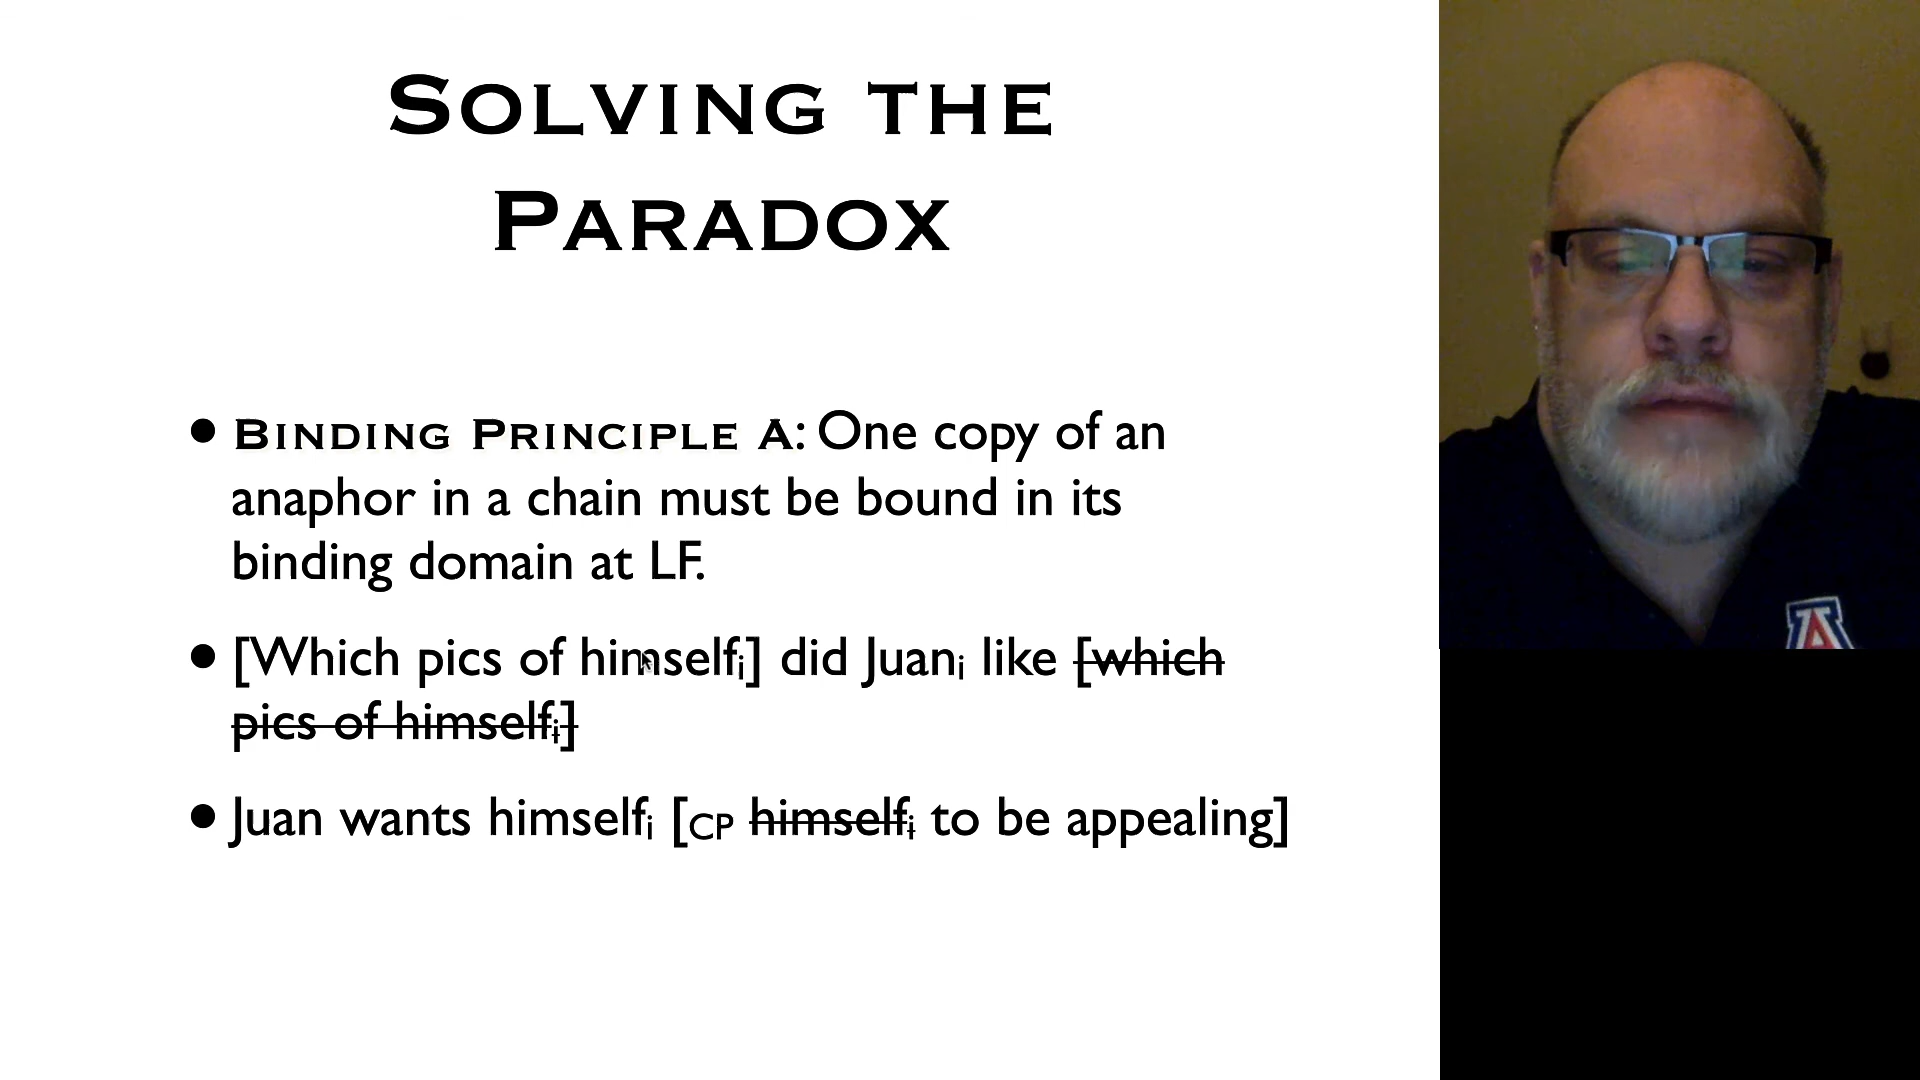 SOLVING THE
PARADOX
• BINDING PRINCIPLE A: One copy of an
anaphor in a chain must be bound in its
binding domain at LF.
• [Which pics of himselfᵢ] did Juanᵢ like [which
pics of himselfᵢ]
• Juan wants himselfᵢ [CP himselfᵢ to be appealing]
A